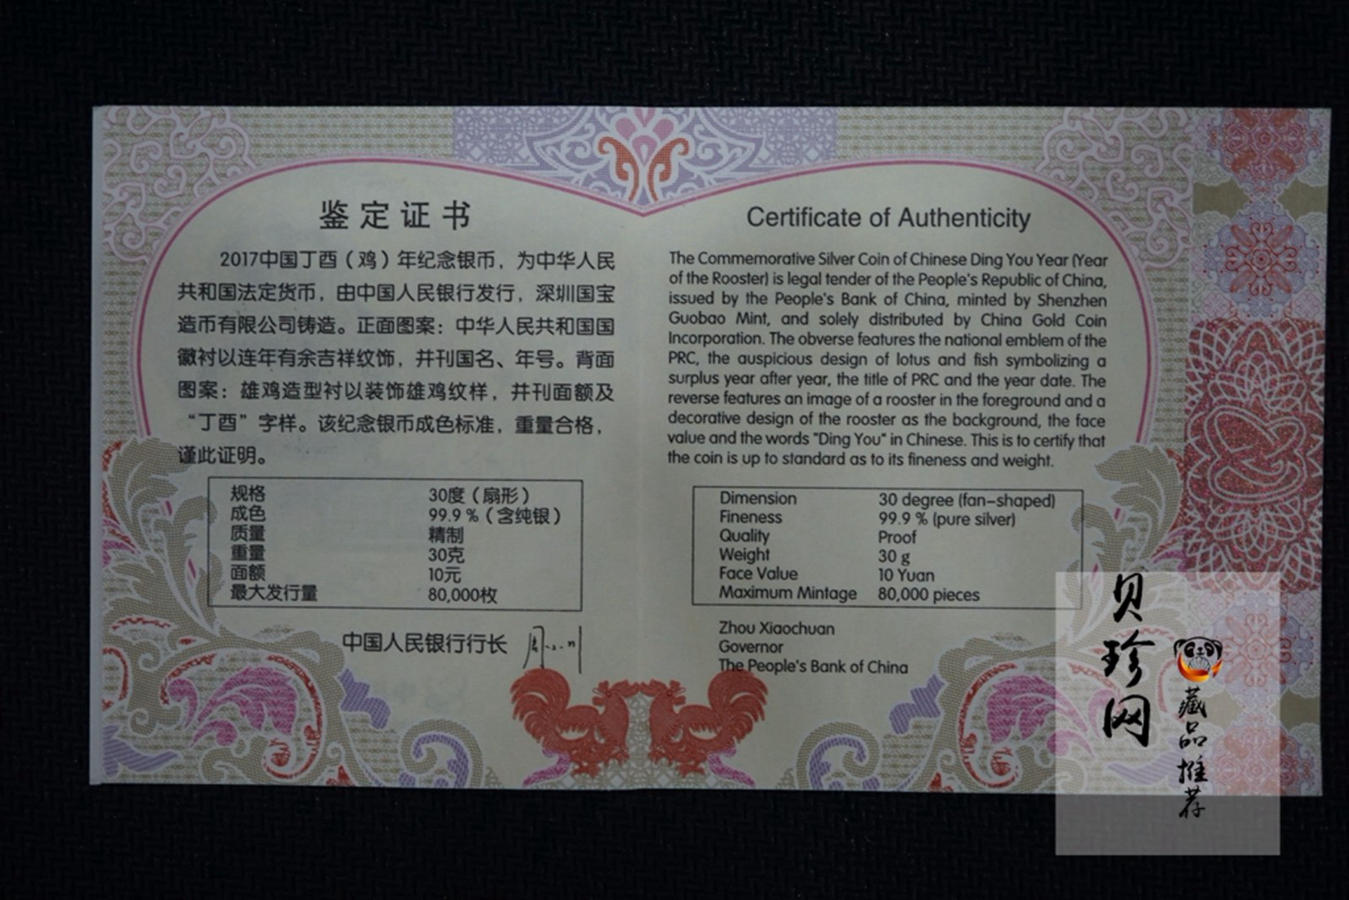 鉴定证书
2017中国丁酉（鸡）年纪念银币，为中华人民
共和国法定货币，由中国人民银行发行，深圳国宝
造币有限公司铸造。正面图案：中华人民共和国国
徽衬以连年有余吉祥纹饰，并刊国名、年号。背面
图案：雄鸡造型衬以装饰雄鸡纹样，并刊面额及
“丁酉”字样。该纪念银币成色标准，重量合格，
谨此证明。
规格 30度（扇形）
成色 99.9％（含纯银）
质量 精制
重量 30克
面额 10元
最大发行量 80,000枚
中国人民银行行长
Certificate of Authenticity
The Commemorative Silver Coin of Chinese Ding You Year (Year
of the Rooster) is legal tender of the People's Republic of China,
issued by the People's Bank of China, minted by Shenzhen
Guobao Mint, and solely distributed by China Gold Coin
Incorporation. The obverse features the national emblem of the
PRC, the auspicious design of lotus and fish symbolizing a
surplus year after year, the title of PRC and the year date. The
reverse features an image of a rooster in the foreground and a
decorative design of the rooster as the background, the face
value and the words "Ding You" in Chinese. This is to certify that
the coin is up to standard as to its fineness and weight.
Dimension 30 degree (fan-shaped)
Fineness 99.9 % (pure silver)
Quality Proof
Weight 30 g
Face Value 10 Yuan
Maximum Mintage 80,000 pieces
Zhou Xiaochuan
Governor
The People's Bank of China
贝珍网
藏品推荐